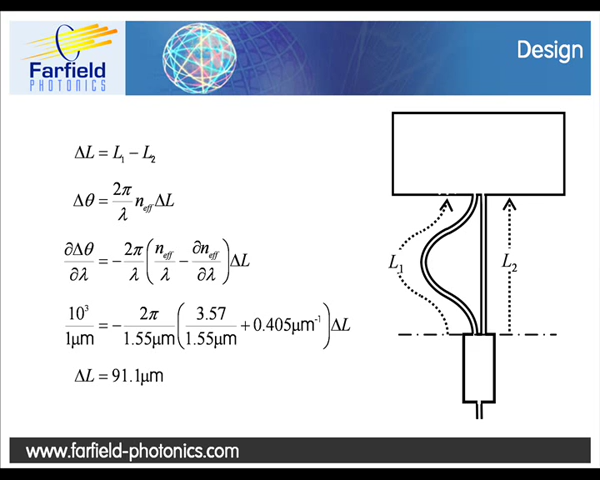 Farfield
PHOTONICS
Design
ΔL = L₁ − L₂
Δθ = 2π/λ n_eff ΔL
∂Δθ/∂λ = −2π/λ (n_eff/λ − ∂n_eff/∂λ) ΔL
10³/1μm = −2π/1.55μm (3.57/1.55μm + 0.405μm⁻¹) ΔL
ΔL = 91.1μm
L₁
L₂
www.farfield-photonics.com